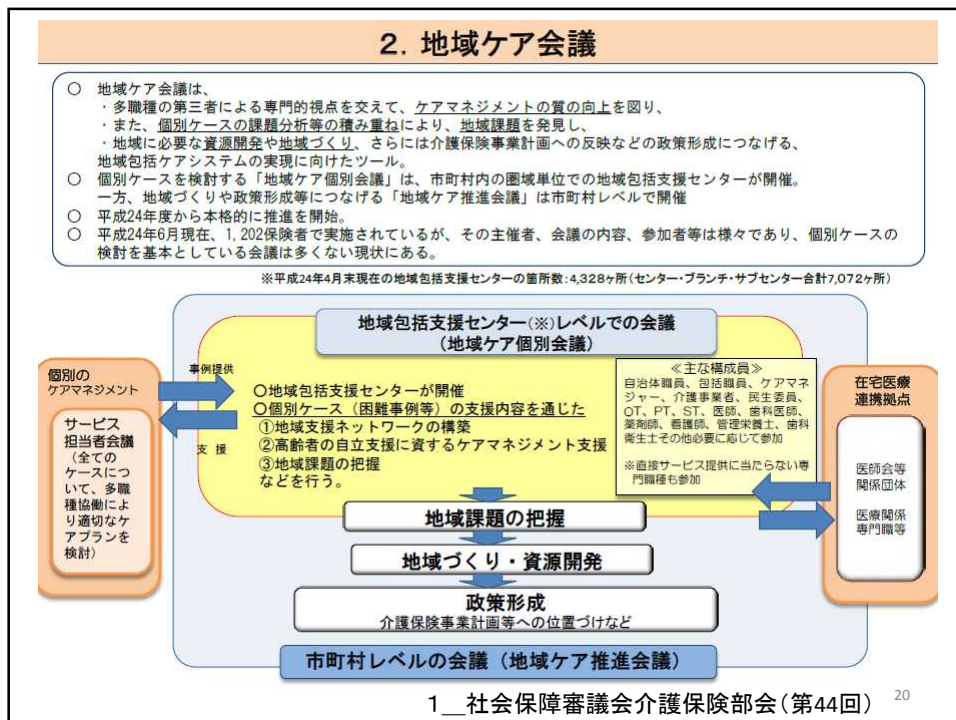 2．地域ケア会議
○ 地域ケア会議は、
・多職種の第三者による専門的視点を交えて、ケアマネジメントの質の向上を図り、
・また、個別ケースの課題分析等の積み重ねにより、地域課題を発見し、
・地域に必要な資源開発や地域づくり、さらには介護保険事業計画への反映などの政策形成につなげる、
地域包括ケアシステムの実現に向けたツール。
○ 個別ケースを検討する「地域ケア個別会議」は、市町村内の圏域単位での地域包括支援センターが開催。
一方、地域づくりや政策形成等につなげる「地域ケア推進会議」は市町村レベルで開催
○ 平成24年度から本格的に推進を開始。
○ 平成24年6月現在、1,202保険者で実施されているが、その主催者、会議の内容、参加者等は様々であり、個別ケースの
検討を基本としている会議は多くない現状にある。
※平成24年4月末現在の地域包括支援センターの箇所数：4,328ヶ所（センター・ブランチ・サブセンター合計7,072ヶ所）
地域包括支援センター（※）レベルでの会議
（地域ケア個別会議）
個別の
ケアマネジメント
サービス
担当者会議
（全ての
ケースにつ
いて、多職
種協働によ
り適切なケ
アプランを
検討）
事例提供
支 援
○地域包括支援センターが開催
○個別ケース（困難事例等）の支援内容を通じた
①地域支援ネットワークの構築
②高齢者の自立支援に資するケアマネジメント支援
③地域課題の把握
などを行う。
≪主な構成員≫
自治体職員、包括職員、ケアマネ
ジャー、介護事業者、民生委員、
OT、PT、ST、医師、歯科医師、
薬剤師、看護師、管理栄養士、歯科
衛生士その他必要に応じて参加
※直接サービス提供に当たらない専
門職種も参加
在宅医療
連携拠点
医師会等
関係団体
医療関係
専門職等
地域課題の把握
地域づくり・資源開発
政策形成
介護保険事業計画等への位置づけなど
市町村レベルの会議（地域ケア推進会議）
1__社会保障審議会介護保険部会（第44回）
20